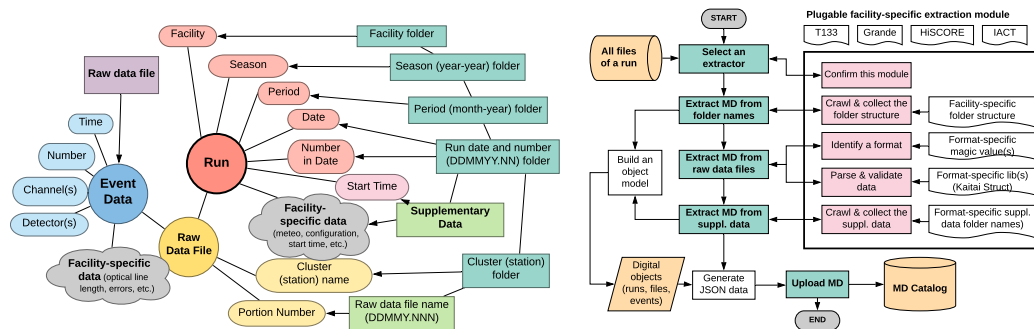 Facility
Facility folder
Season
Season (year-year) folder
Raw data file
Period
Period (month-year) folder
Time
Date
Number
Number
in Date
Run date and number
(DDMMYY.NN) folder
Run
Channel(s)
Event
Data
Start Time
Detector(s)
Facility-
specific data
(meteo, configuration,
start time, etc.)
Supplementary
Data
Raw
Data File
Facility-specific
data (optical line
length, errors, etc.)
Cluster
(station) name
Cluster (station)
folder
Portion Number
Raw data file name
(DDMMY.NNN)
START
Plugable facility-specific extraction module
T133
Grande
HiSCORE
IACT
All files
of a run
Select an
extractor
Confirm this
module
Extract MD from
folder names
Crawl & collect the
folder structure
Facility-specific
folder structure
Build an
object
model
Extract MD from
raw data files
Identify a format
Format-specific
magic value(s)
Parse & validate
data
Format-specific lib(s)
(Kaitai Struct)
Extract MD from
suppl. data
Crawl & collect the
suppl. data
Format-specific suppl.
data folder names)
Digital
objects
(runs, files,
events)
Generate
JSON data
Upload MD
MD Catalog
END